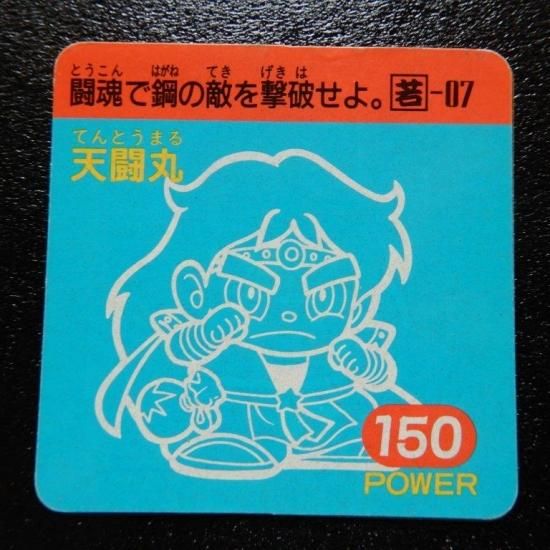 とうこん はがね てき げきは
闘魂で鋼の敵を撃破せよ。若-07
てんとうまる
天闘丸
150
POWER